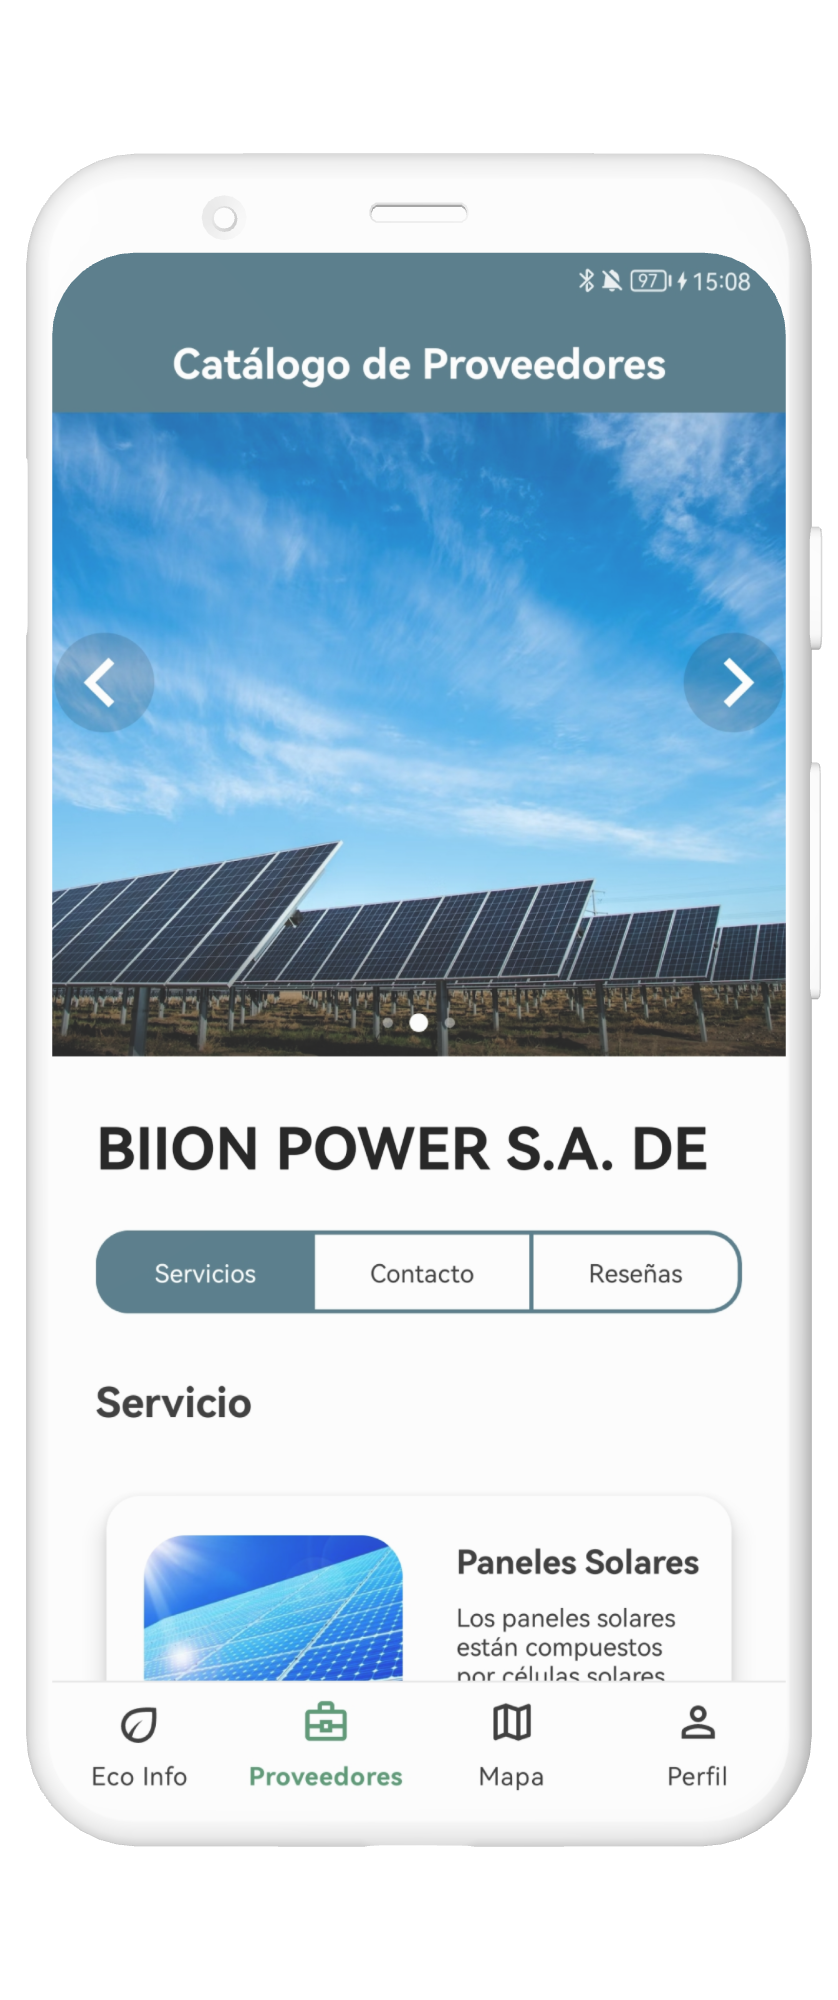 97 15:08
Catálogo de Proveedores
BIION POWER S.A. DE
Servicios Contacto Reseñas
Servicio
Paneles Solares
Los paneles solares
están compuestos
por células solares
Eco Info Proveedores Mapa Perfil